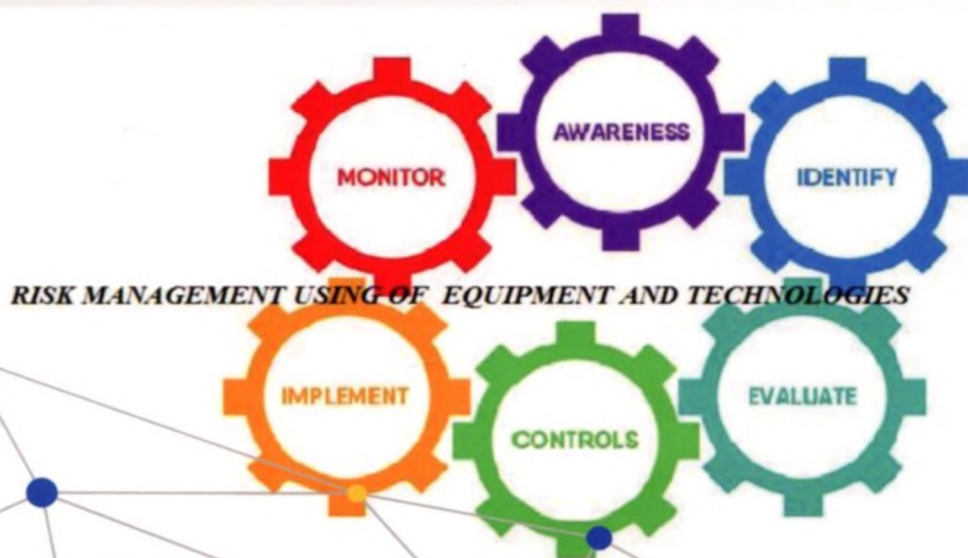 AWARENESS
MONITOR
IDENTIFY
RISK MANAGEMENT USING OF EQUIPMENT AND TECHNOLOGIES
IMPLEMENT
EVALUATE
CONTROLS